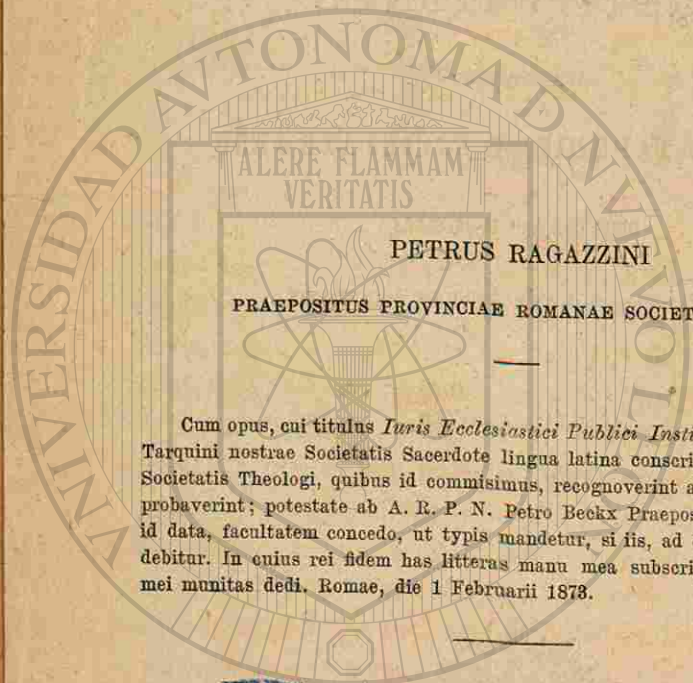 UNIVERSIDAD AVTONOMA D NVEVO L
ALERE FLAMMAM
VERITATIS
PETRUS RAGAZZINI
PRAEPOSITUS PROVINCIAE ROMANAE SOCIET
Cum opus, cui titulus Iuris Ecclesiastici Publici Insti
Tarquini nostrae Societatis Sacerdote lingua latina conscri
Societatis Theologi, quibus id commisimus, recognoverint a
probaverint; potestate ab A. R. P. N. Petro Beckx Praepos
id data, facultatem concedo, ut typis mandetur, si iis, ad
debitur. In cuius rei fidem has litteras manu mea subscri
mei munitas dedi. Romae, die 1 Februarii 1873.